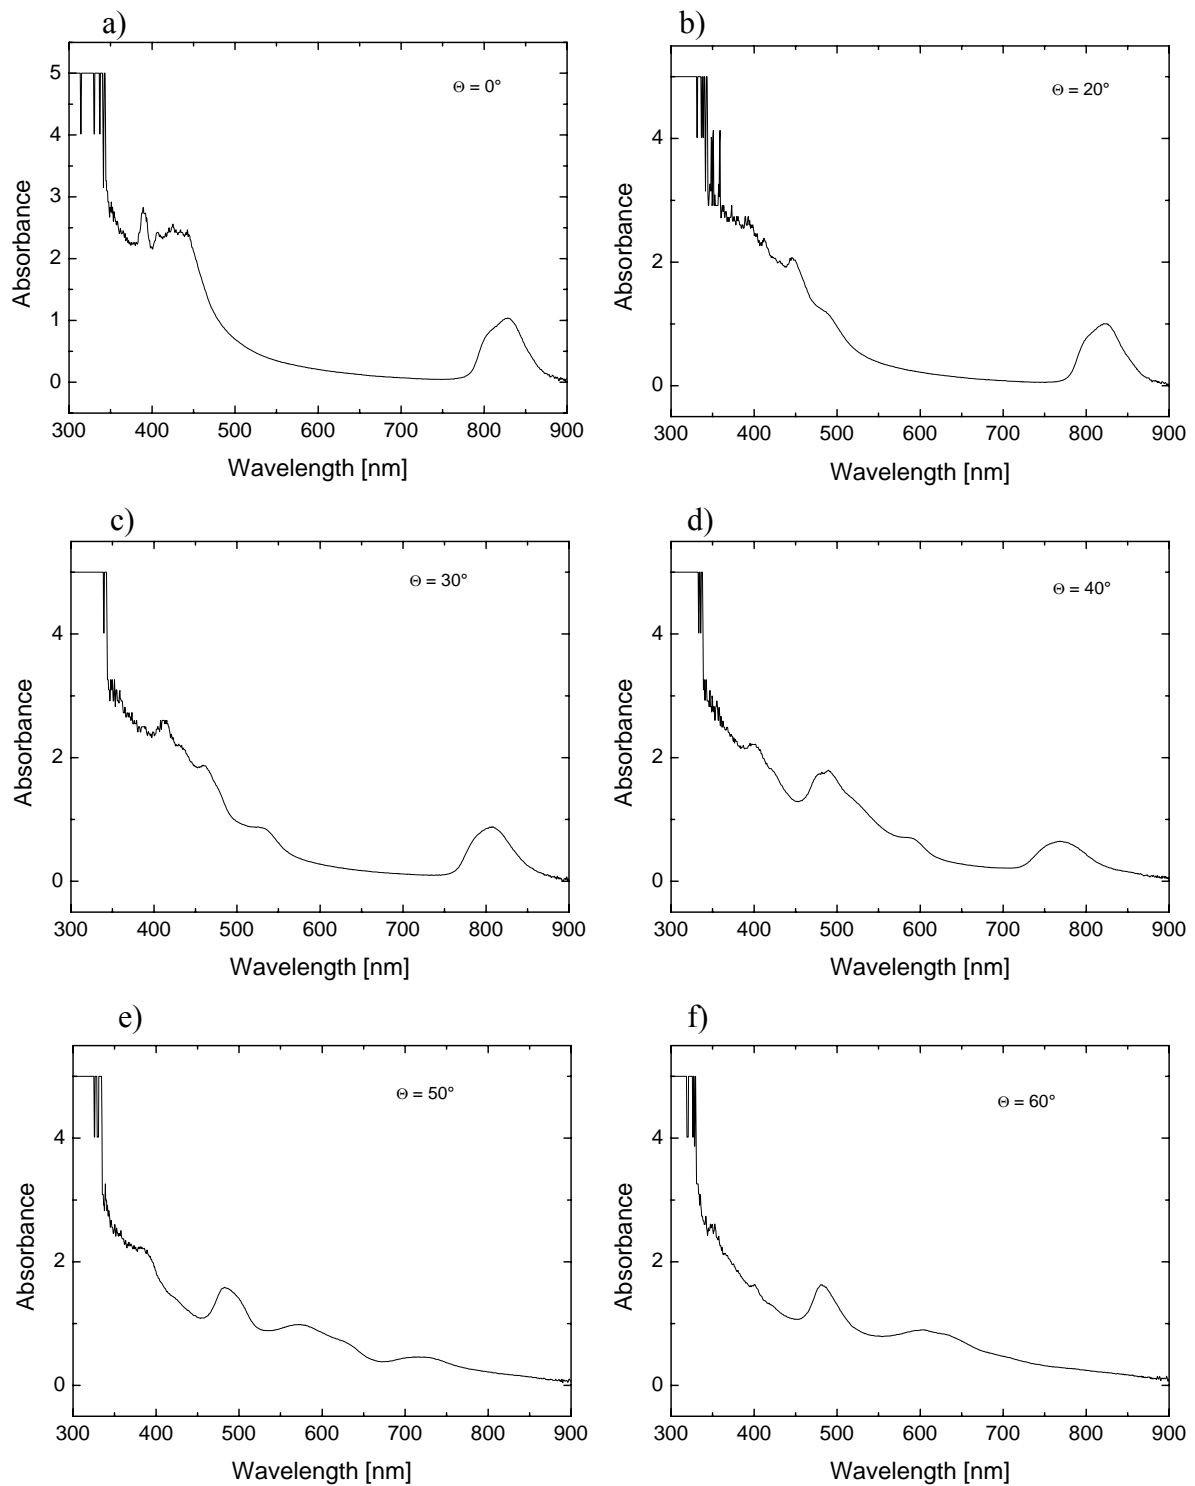 a)
Θ = 0°
5
4
3
2
1
0
Absorbance
300 400 500 600 700 800 900
Wavelength [nm]
b)
Θ = 20°
4
2
0
Absorbance
300 400 500 600 700 800 900
Wavelength [nm]
c)
Θ = 30°
4
2
0
Absorbance
300 400 500 600 700 800 900
Wavelength [nm]
d)
Θ = 40°
4
2
0
Absorbance
300 400 500 600 700 800 900
Wavelength [nm]
e)
Θ = 50°
4
2
0
Absorbance
300 400 500 600 700 800 900
Wavelength [nm]
f)
Θ = 60°
4
2
0
Absorbance
300 400 500 600 700 800 900
Wavelength [nm]